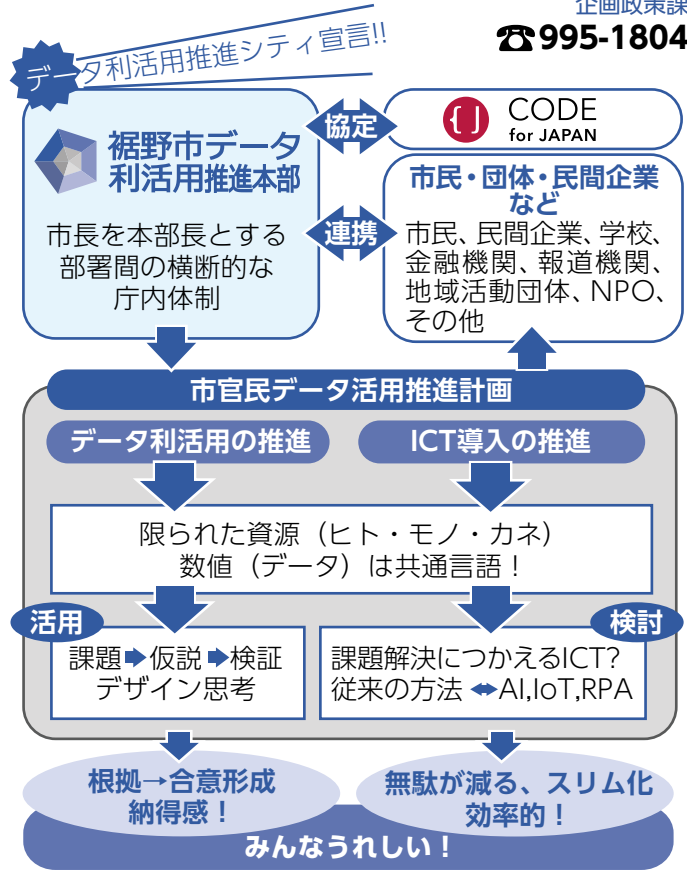 企画政策課
☎995-1804
データ利活用推進シティ宣言!!
裾野市データ
利活用推進本部
市長を本部長とする
部署間の横断的な
庁内体制
協定
連携
{ } CODE
for JAPAN
市民・団体・民間企業
など
市民、民間企業、学校、
金融機関、報道機関、
地域活動団体、NPO、
その他
市官民データ活用推進計画
データ利活用の推進
ICT導入の推進
限られた資源（ヒト・モノ・カネ）
数値（データ）は共通言語！
活用
課題➡仮説➡検証
デザイン思考
検討
課題解決につかえるICT?
従来の方法⬌AI,IoT,RPA
根拠→合意形成
納得感！
無駄が減る、スリム化
効率的！
みんなうれしい！